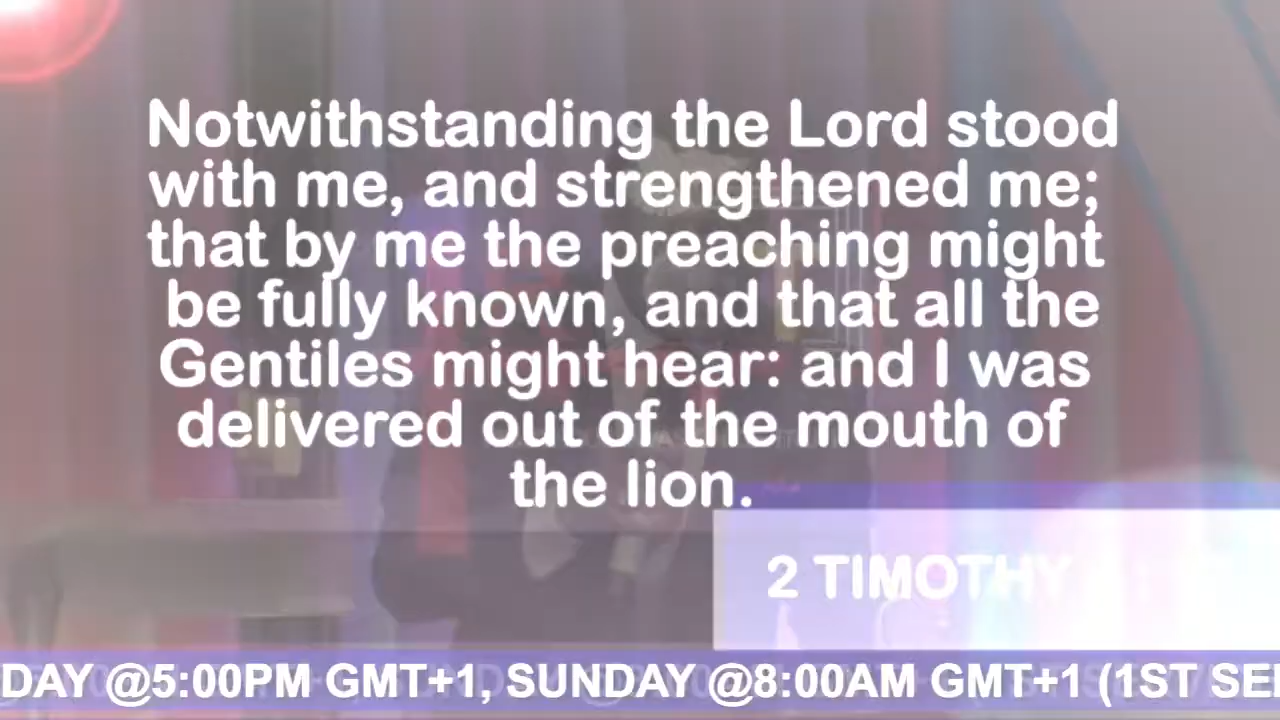 Notwithstanding the Lord stood
with me, and strengthened me;
that by me the preaching might
be fully known, and that all the
Gentiles might hear: and I was
delivered out of the mouth of
the lion.
2 TIMOTHY
DAY @5:00PM GMT+1, SUNDAY @8:00AM GMT+1 (1ST SE